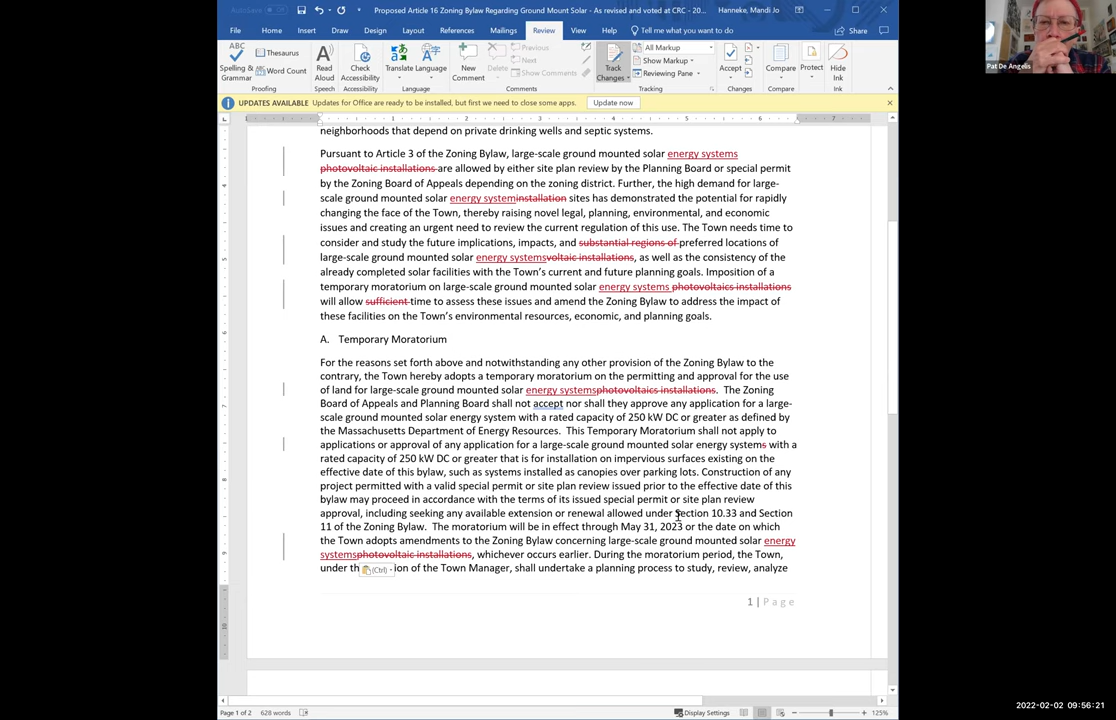 AutoSave Off
Proposed Article 16 Zoning Bylaw Regarding Ground Mount Solar - As revised and voted at CRC - 20...
Hanneke, Mandi Jo
File Home Insert Draw Design Layout References Mailings Review View Help Tell me what you want to do Share
Spelling & Grammar
Thesaurus
Word Count
Proofing
Read Aloud
Speech
Check Accessibility
Accessibility
Translate Language
Language
New Comment
Delete
Previous
Next
Show Comments
Comments
Track Changes
All Markup
Show Markup
Reviewing Pane
Tracking
Accept
Changes
Compare
Compare
Protect
Hide Ink
Ink
UPDATES AVAILABLE Updates for Office are ready to be installed, but first we need to close some apps. Update now
neighborhoods that depend on private drinking wells and septic systems.
Pursuant to Article 3 of the Zoning Bylaw, large-scale ground mounted solar energy systems
photovoltaic installations are allowed by either site plan review by the Planning Board or special permit
by the Zoning Board of Appeals depending on the zoning district. Further, the high demand for large-
scale ground mounted solar energy systeminstallation sites has demonstrated the potential for rapidly
changing the face of the Town, thereby raising novel legal, planning, environmental, and economic
issues and creating an urgent need to review the current regulation of this use. The Town needs time to
consider and study the future implications, impacts, and substantial regions of preferred locations of
large-scale ground mounted solar energy systemsvoltaic installations, as well as the consistency of the
already completed solar facilities with the Town's current and future planning goals. Imposition of a
temporary moratorium on large-scale ground mounted solar energy systems photovoltaics installations
will allow sufficient time to assess these issues and amend the Zoning Bylaw to address the impact of
these facilities on the Town's environmental resources, economic, and planning goals.
A. Temporary Moratorium
For the reasons set forth above and notwithstanding any other provision of the Zoning Bylaw to the
contrary, the Town hereby adopts a temporary moratorium on the permitting and approval for the use
of land for large-scale ground mounted solar energy systemsphotovoltaics installations. The Zoning
Board of Appeals and Planning Board shall not accept nor shall they approve any application for a large-
scale ground mounted solar energy system with a rated capacity of 250 kW DC or greater as defined by
the Massachusetts Department of Energy Resources. This Temporary Moratorium shall not apply to
applications or approval of any application for a large-scale ground mounted solar energy systems with a
rated capacity of 250 kW DC or greater that is for installation on impervious surfaces existing on the
effective date of this bylaw, such as systems installed as canopies over parking lots. Construction of any
project permitted with a valid special permit or site plan review issued prior to the effective date of this
bylaw may proceed in accordance with the terms of its issued special permit or site plan review
approval, including seeking any available extension or renewal allowed under Section 10.33 and Section
11 of the Zoning Bylaw. The moratorium will be in effect through May 31, 2023 or the date on which
the Town adopts amendments to the Zoning Bylaw concerning large-scale ground mounted solar energy
systemsphotovoltaic installations, whichever occurs earlier. During the moratorium period, the Town,
under th (Ctrl) ion of the Town Manager, shall undertake a planning process to study, review, analyze
1 | Page
Page 1 of 2 628 words Display Settings 125%
Pat De Angelis
2022-02-02 09:56:21